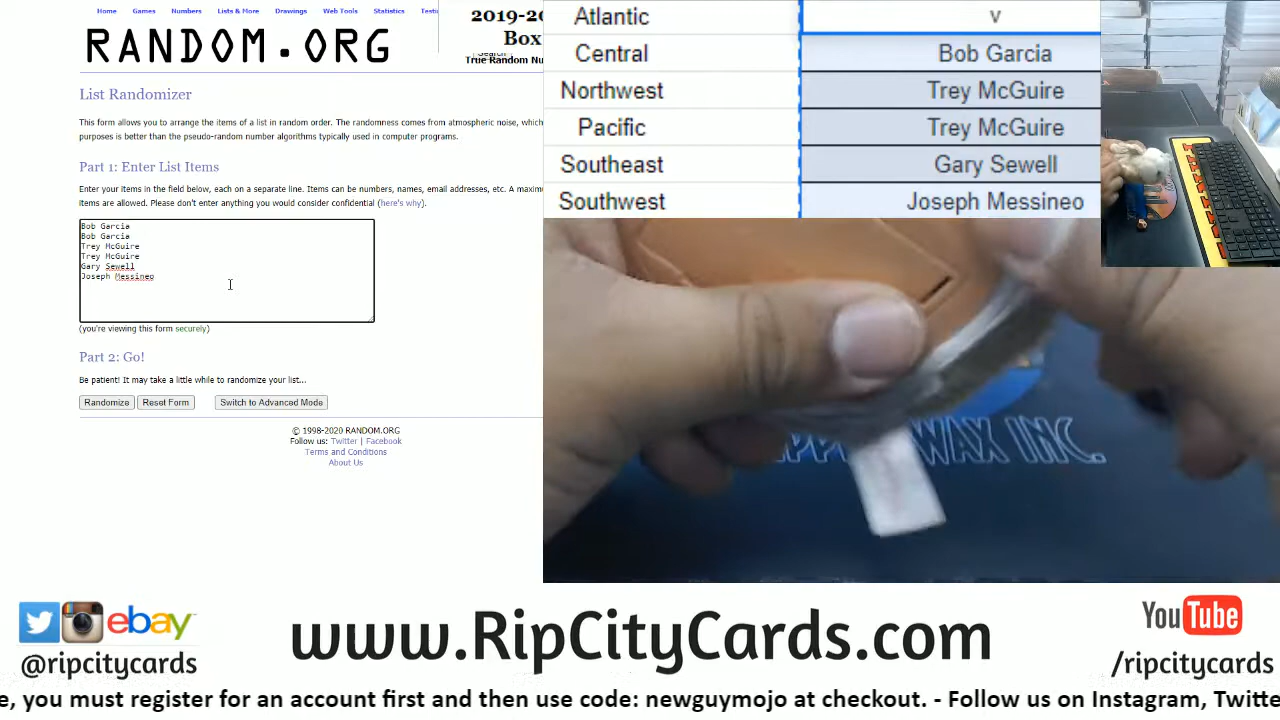 Home Games Numbers Lists & More Drawings Web Tools Statistics
RANDOM.ORG
2019-20
Box
Search
True Random Nu
List Randomizer
This form allows you to arrange the items of a list in random order. The randomness comes from atmospheric noise, which
purposes is better than the pseudo-random number algorithms typically used in computer programs.
Part 1: Enter List Items
Enter your items in the field below, each on a separate line. Items can be numbers, names, email addresses, etc. A maximu
items are allowed. Please don't enter anything you would consider confidential (here's why).
Bob Garcia
Bob Garcia
Trey McGuire
Trey McGuire
Gary Sewell
Joseph Messineo
(you're viewing this form securely)
Part 2: Go!
Be patient! It may take a little while to randomize your list...
Randomize Reset Form Switch to Advanced Mode
© 1998-2020 RANDOM.ORG
Follow us: Twitter | Facebook
Terms and Conditions
About Us
Atlantic v
Central Bob Garcia
Northwest Trey McGuire
Pacific Trey McGuire
Southeast Gary Sewell
Southwest Joseph Messineo
WAX INC.
ebay
@ripcitycards
www.RipCityCards.com
YouTube
/ripcitycards
e, you must register for an account first and then use code: newguymojo at checkout. - Follow us on Instagram, Twitte